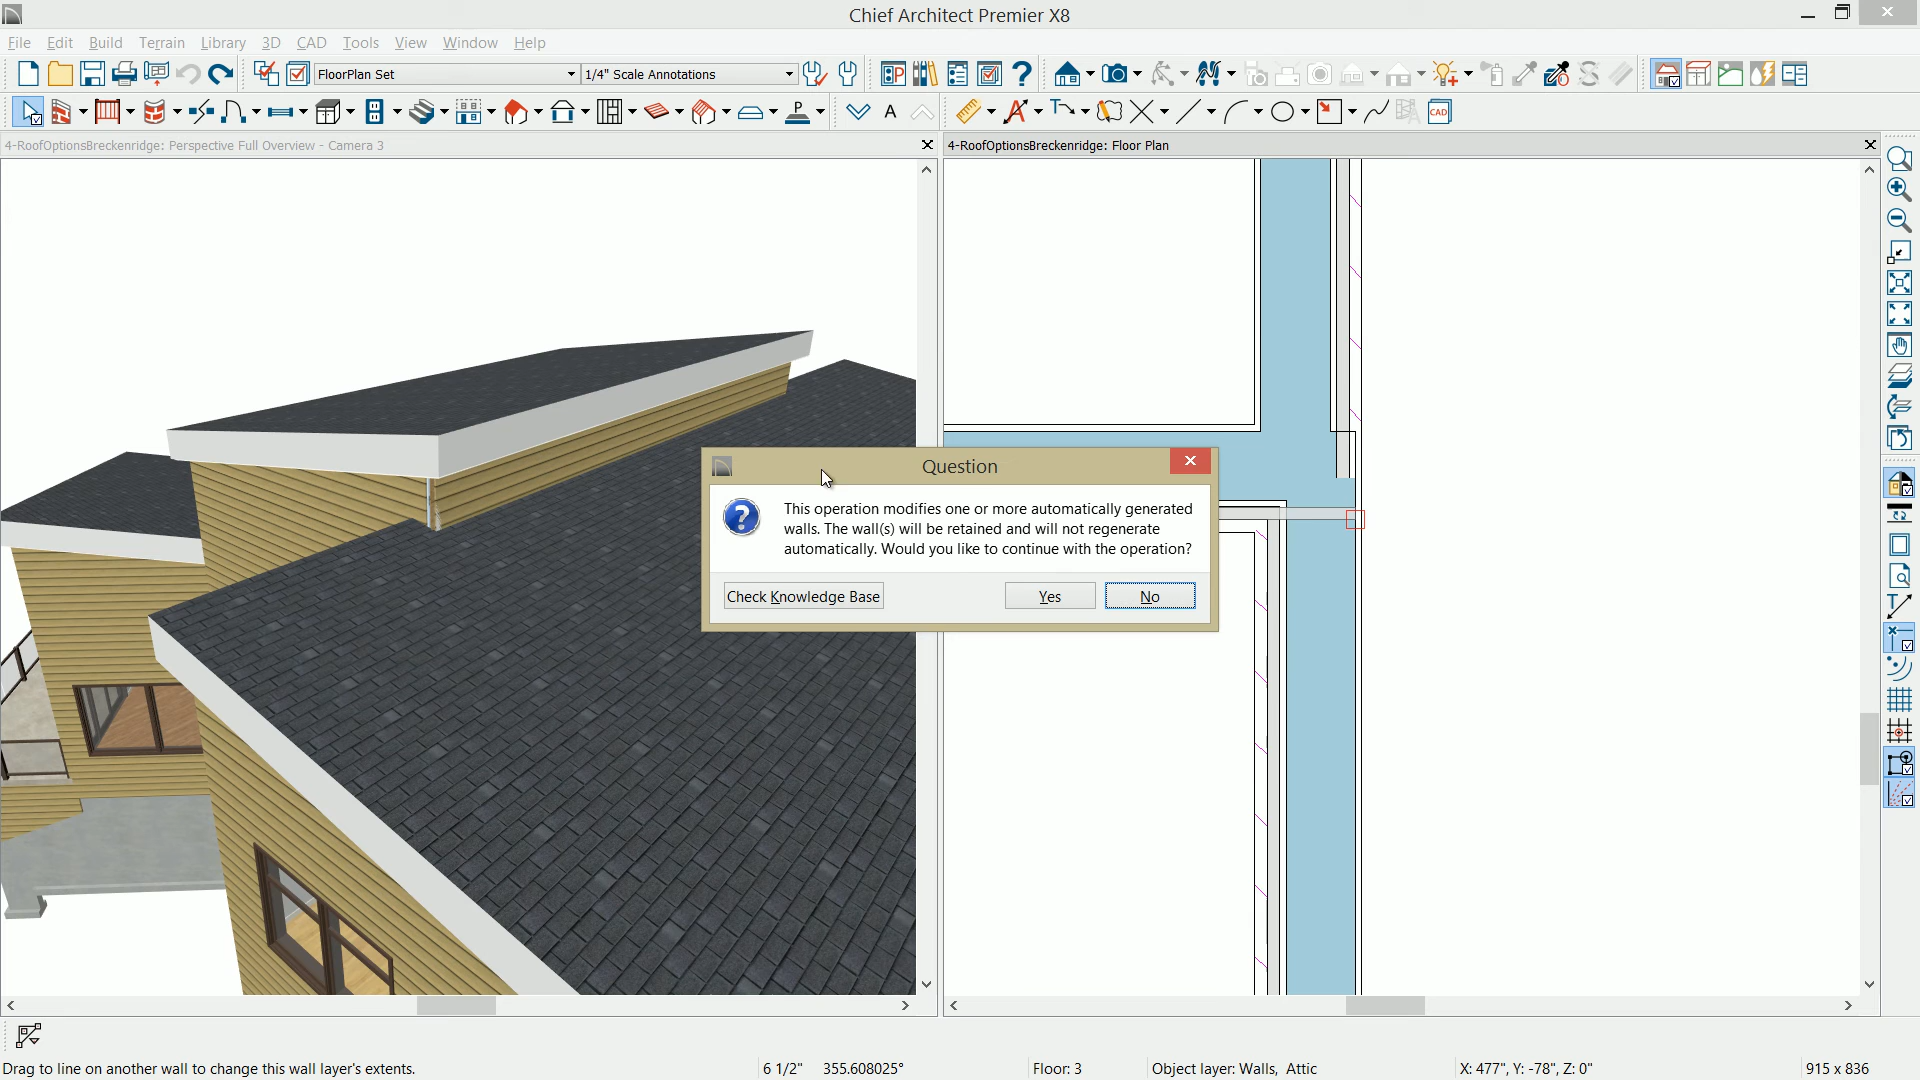 Chief Architect Premier X8
File Edit Build Terrain Library 3D CAD Tools View Window Help
FloorPlan Set 1/4" Scale Annotations
A CAD
4-RoofOptionsBreckenridge: Perspective Full Overview - Camera 3
4-RoofOptionsBreckenridge: Floor Plan
Question
This operation modifies one or more automatically generated
walls. The wall(s) will be retained and will not regenerate
automatically. Would you like to continue with the operation?
Check Knowledge Base Yes No
Drag to line on another wall to change this wall layer's extents. 6 1/2" 355.608025° Floor: 3 Object layer: Walls, Attic X: 477", Y: -78", Z: 0" 915 x 836